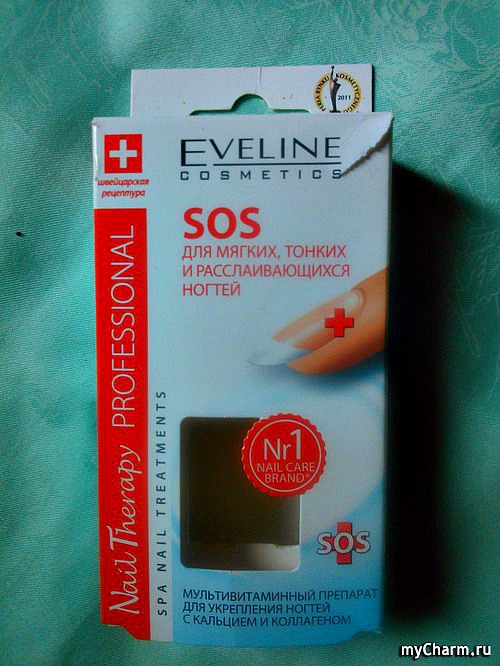 KOSMETYCZNEGO
2011
швейцарская
рецептура
EVELINE
COSMETICS
SOS
ДЛЯ МЯГКИХ, ТОНКИХ
И РАССЛАИВАЮЩИХСЯ
НОГТЕЙ
Nail Therapy PROFESSIONAL
SPA NAIL TREATMENTS
Nr1
NAIL CARE
BRAND*
SOS
МУЛЬТИВИТАМИННЫЙ ПРЕПАРАТ
ДЛЯ УКРЕПЛЕНИЯ НОГТЕЙ
С КАЛЬЦИЕМ И КОЛЛАГЕНОМ
myCharm.ru